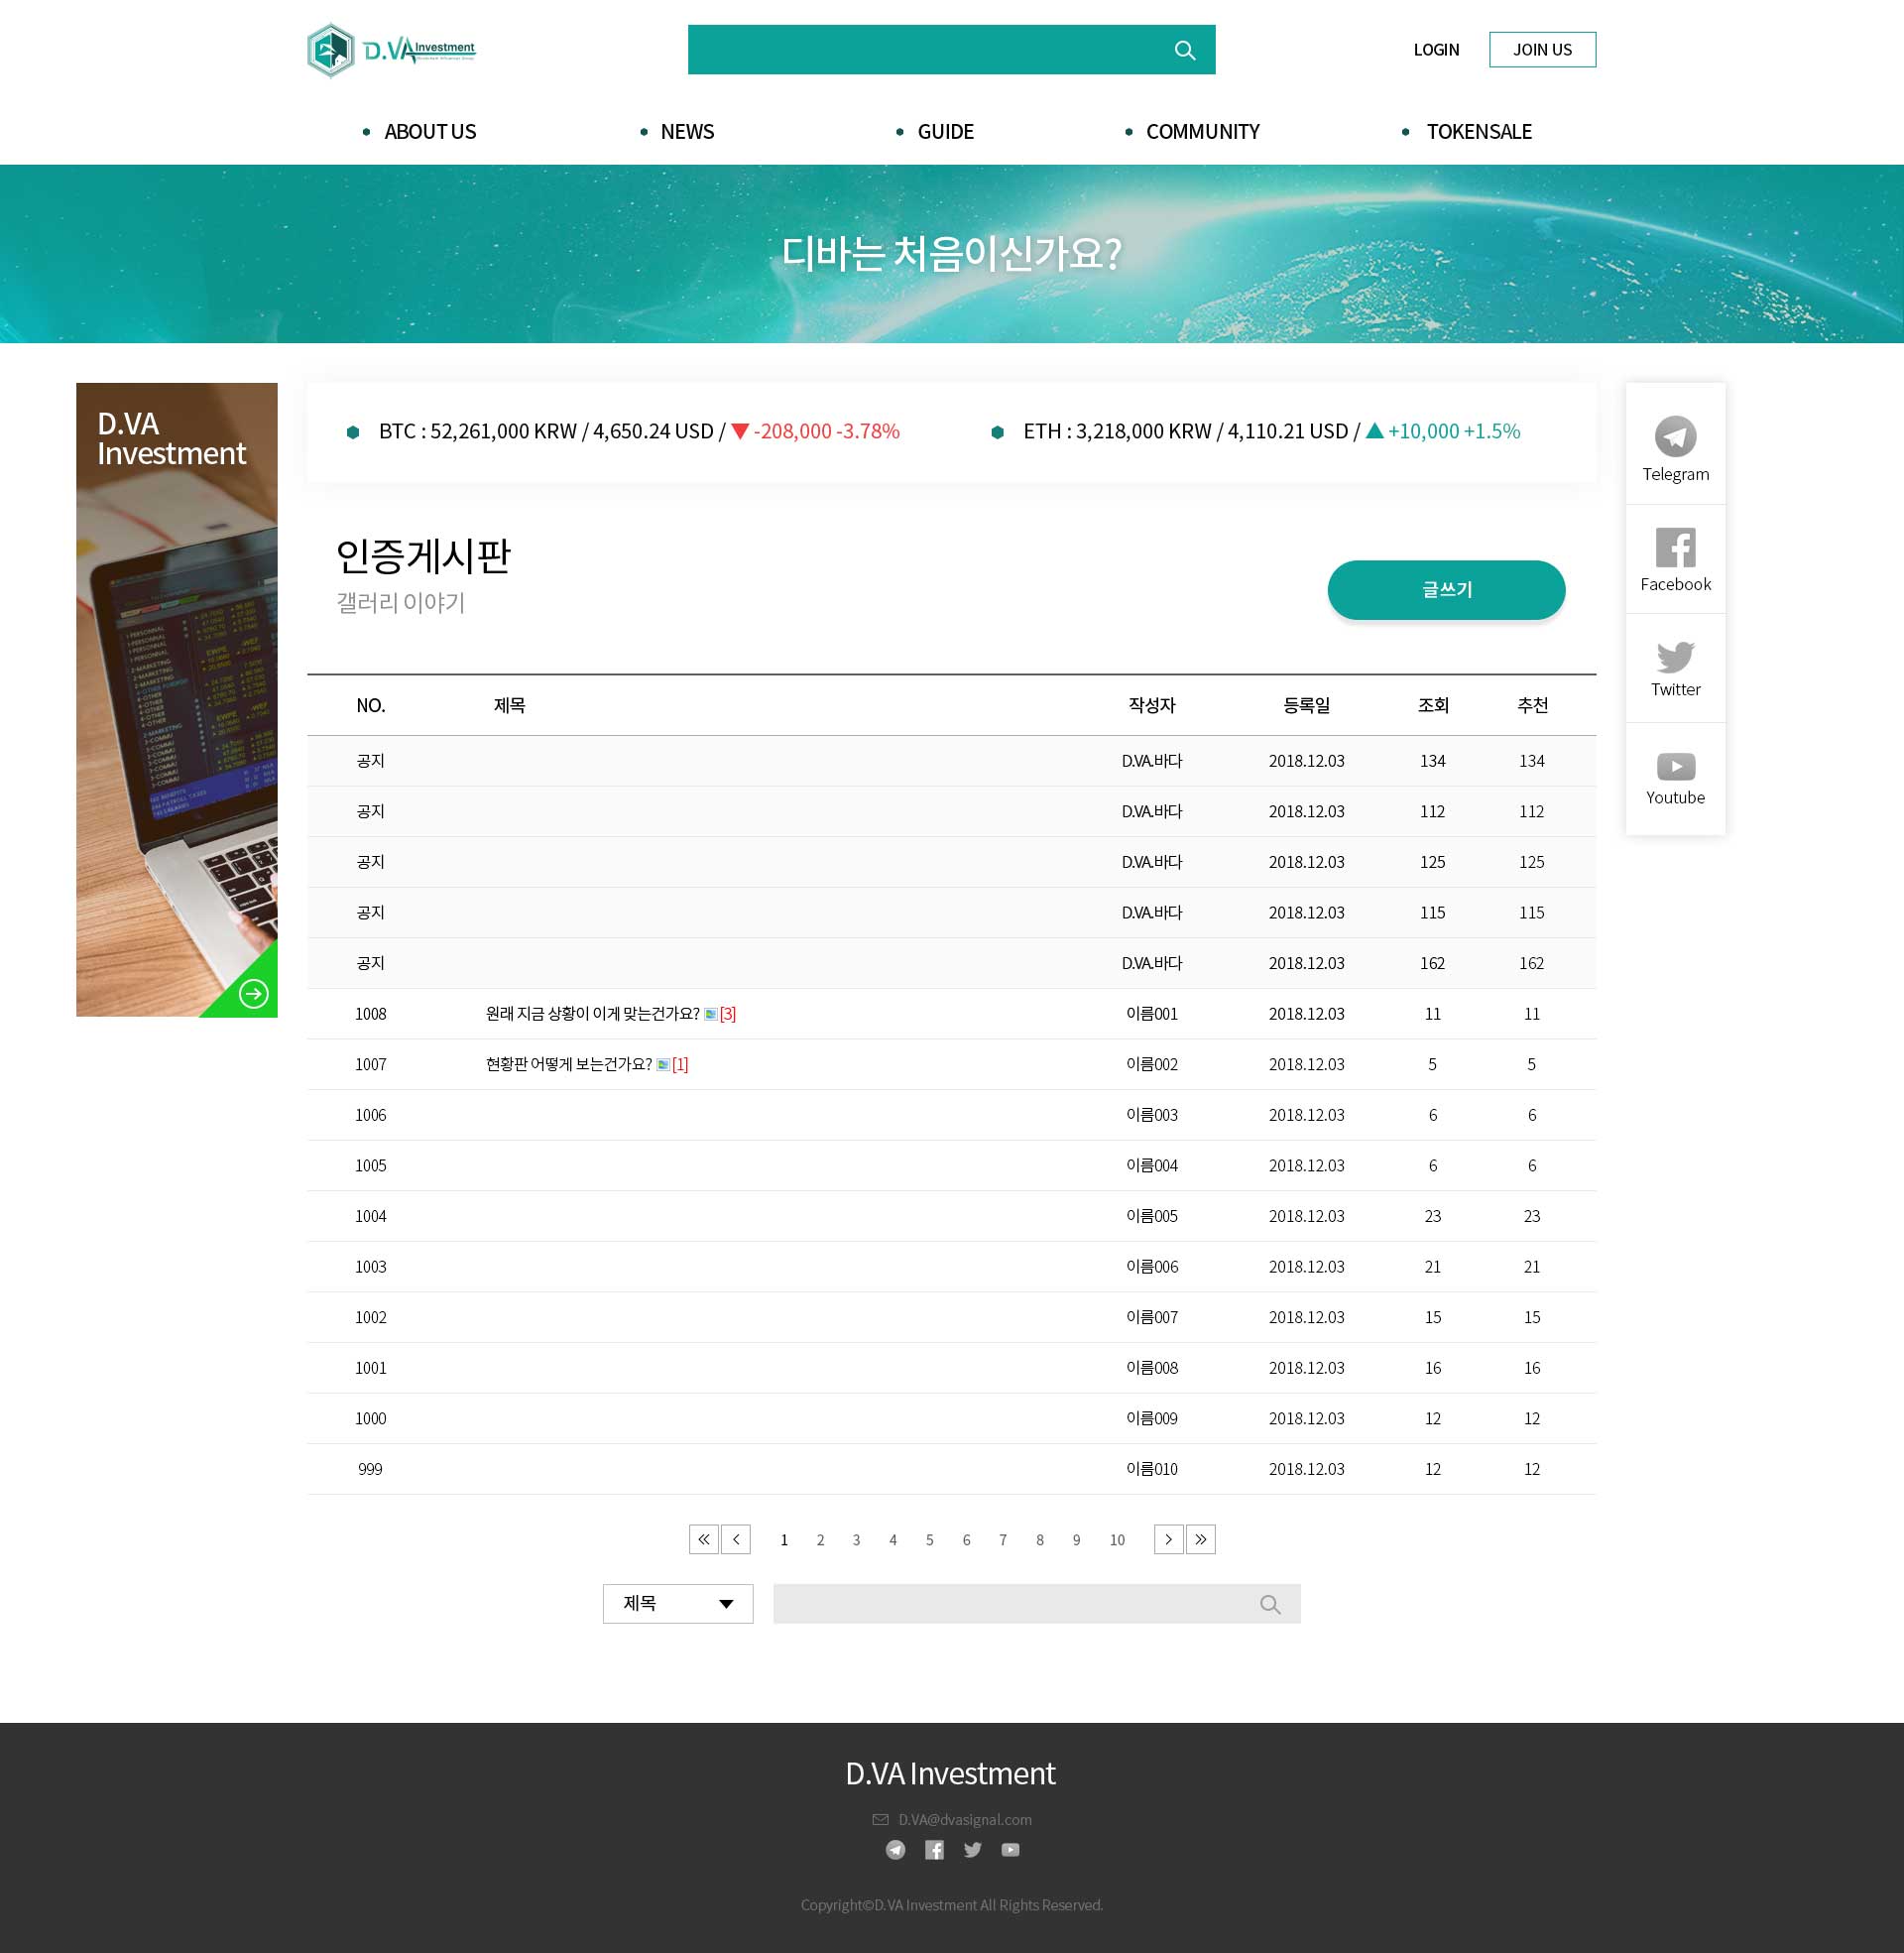 D.VA Investment
LOGIN
JOIN US
ABOUT US
NEWS
GUIDE
COMMUNITY
TOKENSALE
디바는 처음이신가요?
D.VA
Investment
BTC : 52,261,000 KRW / 4,650.24 USD / ▼ -208,000 -3.78%
ETH : 3,218,000 KRW / 4,110.21 USD / ▲ +10,000 +1.5%
Telegram
Facebook
Twitter
Youtube
인증게시판
갤러리 이야기
글쓰기
NO. 제목 작성자 등록일 조회 추천
공지 D.VA.바다 2018.12.03 134 134
공지 D.VA.바다 2018.12.03 112 112
공지 D.VA.바다 2018.12.03 125 125
공지 D.VA.바다 2018.12.03 115 115
공지 D.VA.바다 2018.12.03 162 162
1008 원래 지금 상황이 이게 맞는건가요? [3] 이름001 2018.12.03 11 11
1007 현황판 어떻게 보는건가요? [1] 이름002 2018.12.03 5 5
1006 이름003 2018.12.03 6 6
1005 이름004 2018.12.03 6 6
1004 이름005 2018.12.03 23 23
1003 이름006 2018.12.03 21 21
1002 이름007 2018.12.03 15 15
1001 이름008 2018.12.03 16 16
1000 이름009 2018.12.03 12 12
999 이름010 2018.12.03 12 12
1 2 3 4 5 6 7 8 9 10
제목
D.VA Investment
D.VA@dvasignal.com
Copyright©D.VA Investment All Rights Reserved.